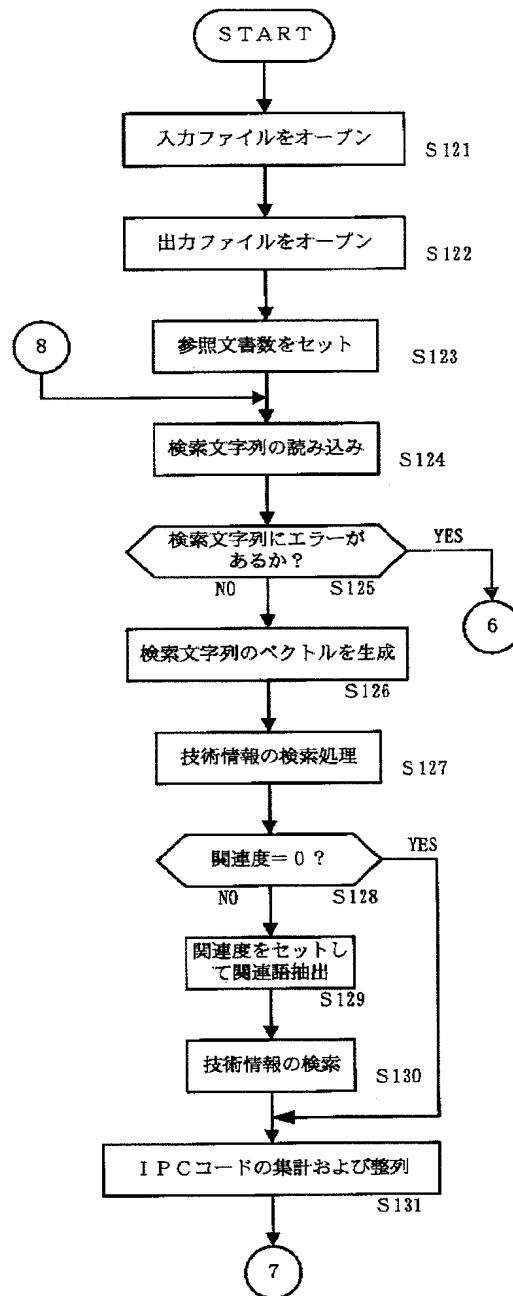 START
入力ファイルをオープン
S121
出力ファイルをオープン
S122
8
参照文書数をセット
S123
検索文字列の読み込み
S124
検索文字列にエラーが
あるか？
YES
NO
S125
6
検索文字列のベクトルを生成
S126
技術情報の検索処理
S127
関連度＝０？
YES
NO
S128
関連度をセットし
て関連語抽出
S129
技術情報の検索
S130
ＩＰＣコードの集計および整列
S131
7